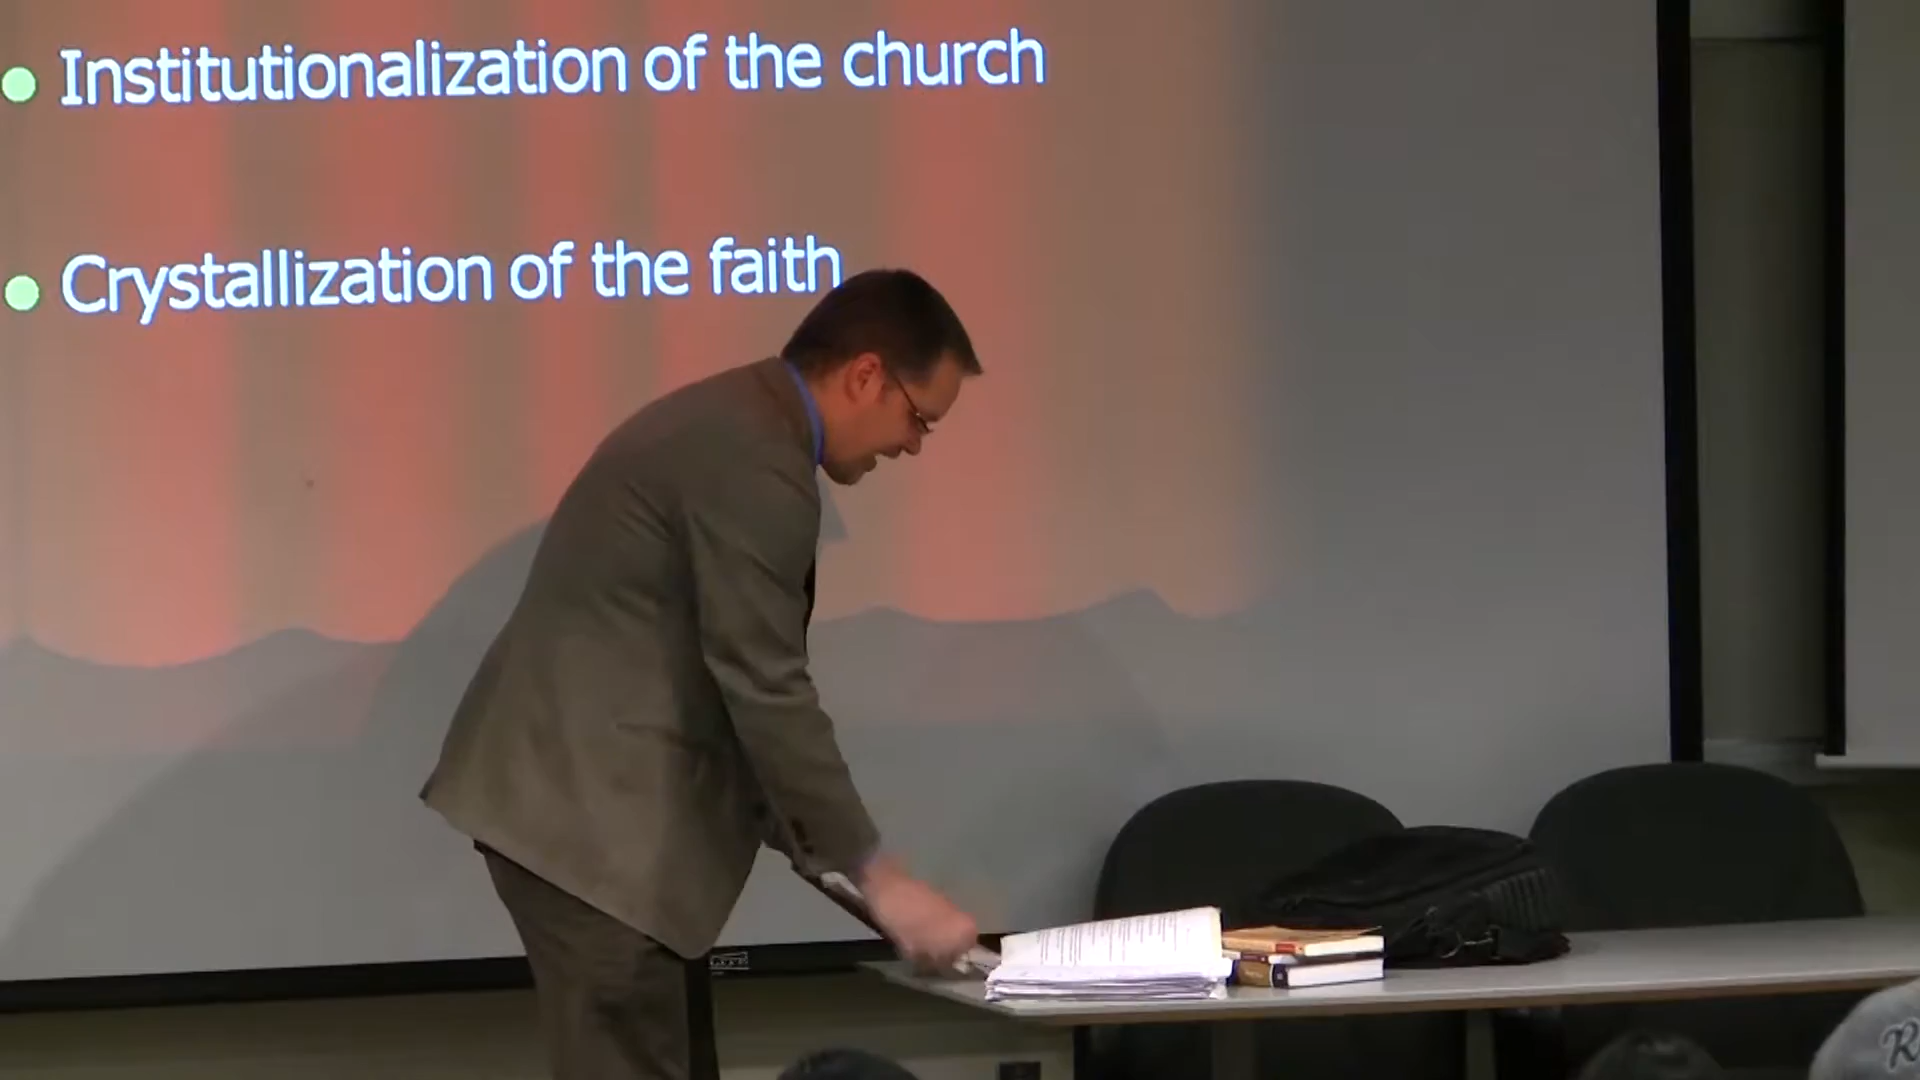 Institutionalization of the church
Crystallization of the faith
R